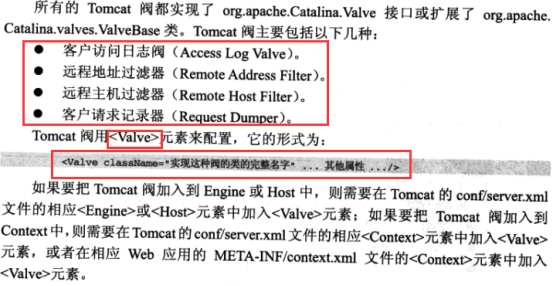 所有的 Tomcat 阀都实现了 org.apache.Catalina.Valve 接口或扩展了 org.apache.
Catalina.valves.ValveBase 类。Tomcat 阀主要包括以下几种：
● 客户访问日志阀（Access Log Valve）。
● 远程地址过滤器（Remote Address Filter）。
● 远程主机过滤器（Remote Host Filter）。
● 客户请求记录器（Request Dumper）。
Tomcat 阀用<Valve>元素来配置，它的形式为：
<Valve className="实现这种阀的类的完整名字" ... 其他属性 .../>
如果要把 Tomcat 阀加入到 Engine 或 Host 中，则需要在 Tomcat 的 conf/server.xml
文件的相应<Engine>或<Host>元素中加入<Valve>元素；如果要把 Tomcat 阀加入到
Context 中，则需要在 Tomcat 的 conf/server.xml 文件的相应<Context>元素中加入<Valve>
元素，或者在相应 Web 应用的 META-INF/context.xml 文件的<Context>元素中加入
<Valve>元素。